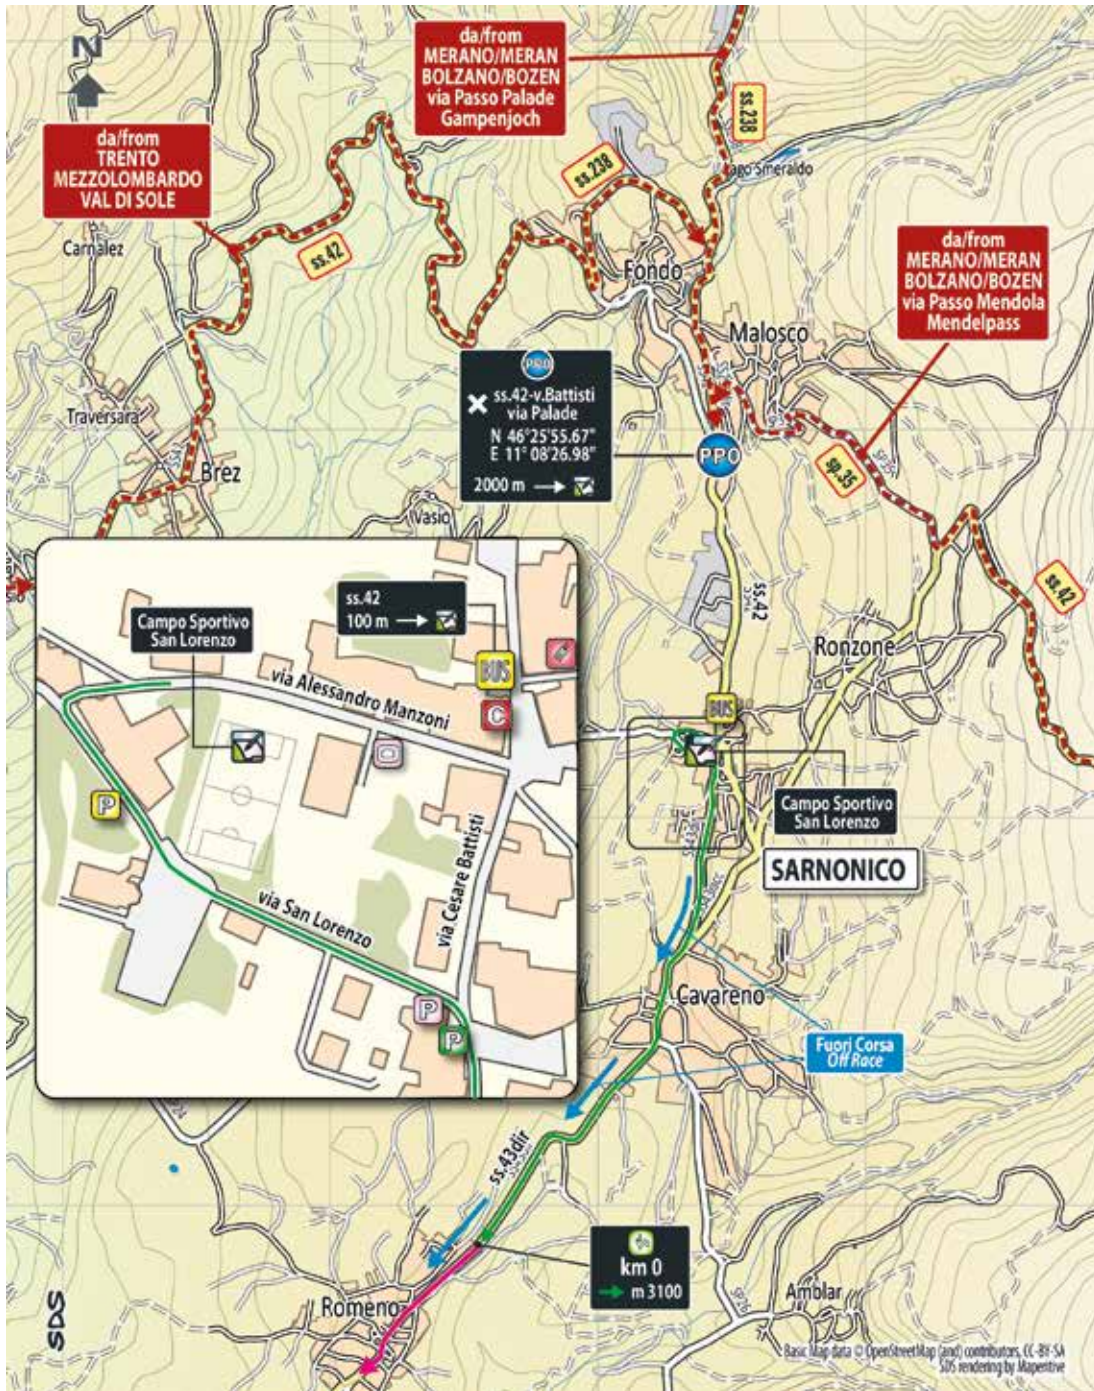 N
da/from
MERANO/MERAN
BOLZANO/BOZEN
via Passo Palade
Gampenjoch
ss.238
da/from
TRENTO
MEZZOLOMBARDO
VAL DI SOLE
ss.238
Lago Smeraldo
Carnalez
ss.42
Fondo
da/from
MERANO/MERAN
BOLZANO/BOZEN
via Passo Mendola
Mendelpass
Malosco
PPO
ss.42-v.Battisti
via Palade
N 46°25'55.67"
E 11° 08'26.98"
2000 m
Traversara
PPO
sp.35
Brez
Vasio
ss.42
ss.42
Campo Sportivo
San Lorenzo
ss.42
100 m
Ronzone
BUS
via Alessandro Manzoni
C
BUS
P
Campo Sportivo
San Lorenzo
via Cesare Battisti
SARNONICO
via San Lorenzo
P
P
Cavareno
Fuori Corsa
Off Race
SP24
ss.43dir
km 0
m 3100
Romeno
SP26
Amblar
SDS
Basic Map data © OpenStreetMap (and) contributors, CC-BY-SA
SDS rendering by Mapentive